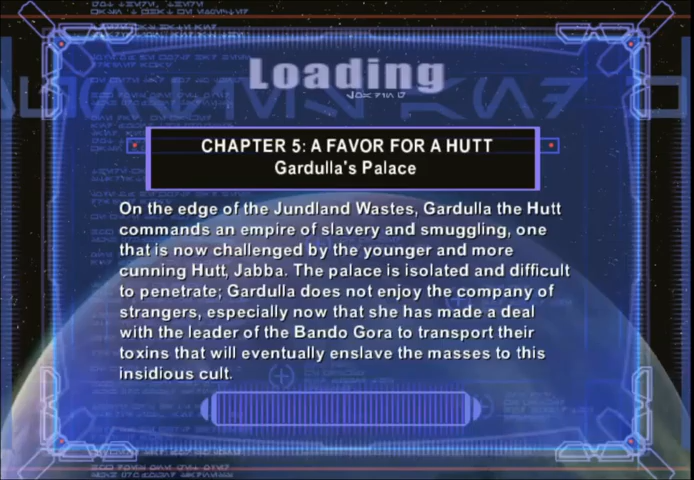 Loading
CHAPTER 5: A FAVOR FOR A HUTT
Gardulla's Palace
On the edge of the Jundland Wastes, Gardulla the Hutt
commands an empire of slavery and smuggling, one
that is now challenged by the younger and more
cunning Hutt, Jabba. The palace is isolated and difficult
to penetrate; Gardulla does not enjoy the company of
strangers, especially now that she has made a deal
with the leader of the Bando Gora to transport their
toxins that will eventually enslave the masses to this
insidious cult.